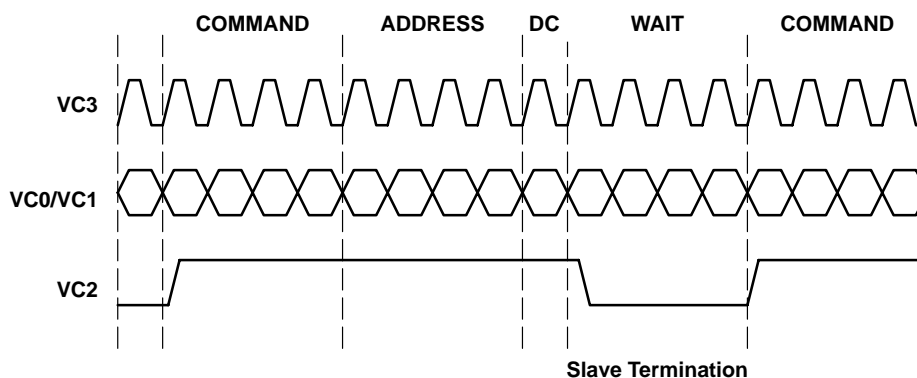 COMMAND ADDRESS DC WAIT COMMAND
VC3
VC0/VC1
VC2
Slave Termination